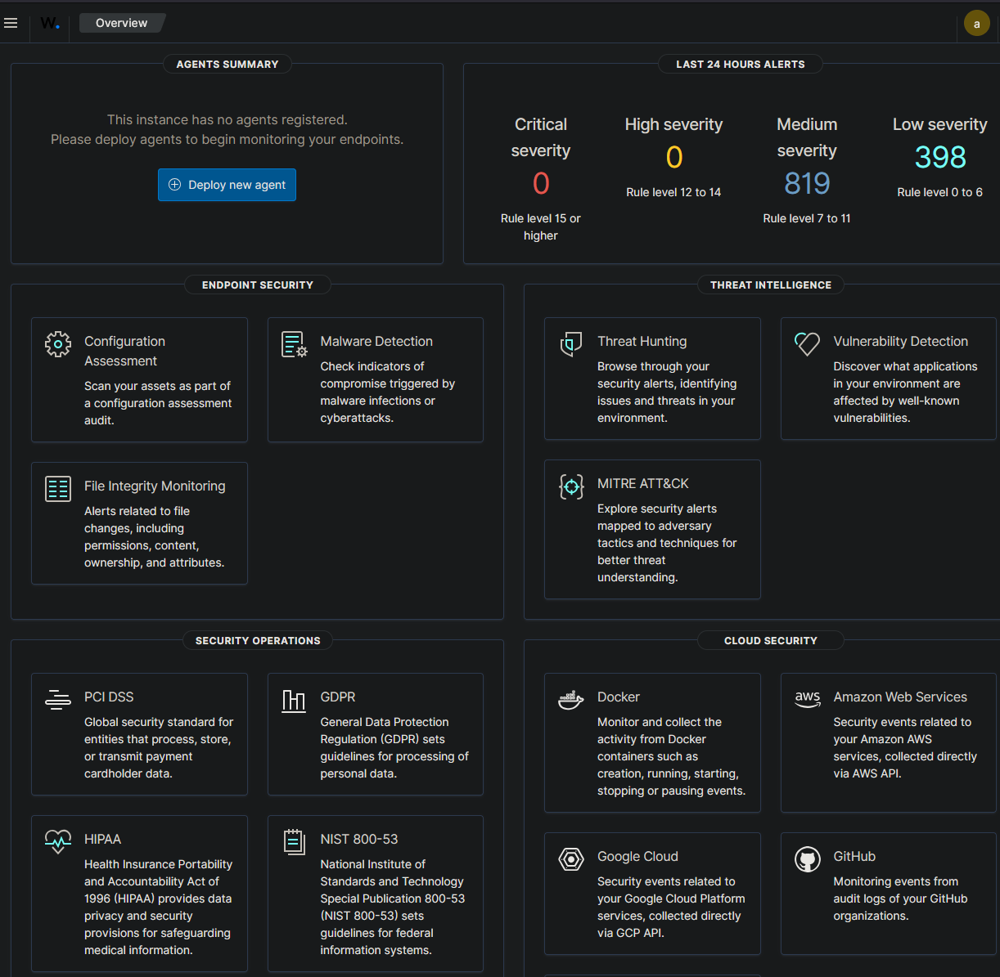 W.
Overview
a
AGENTS SUMMARY
This instance has no agents registered.
Please deploy agents to begin monitoring your endpoints.
Deploy new agent
LAST 24 HOURS ALERTS
Critical
severity
0
Rule level 15 or
higher
High severity
0
Rule level 12 to 14
Medium
severity
819
Rule level 7 to 11
Low severity
398
Rule level 0 to 6
ENDPOINT SECURITY
Configuration
Assessment
Scan your assets as part of
a configuration assessment
audit.
Malware Detection
Check indicators of
compromise triggered by
malware infections or
cyberattacks.
File Integrity Monitoring
Alerts related to file
changes, including
permissions, content,
ownership, and attributes.
THREAT INTELLIGENCE
Threat Hunting
Browse through your
security alerts, identifying
issues and threats in your
environment.
Vulnerability Detection
Discover what applications
in your environment are
affected by well-known
vulnerabilities.
MITRE ATT&CK
Explore security alerts
mapped to adversary
tactics and techniques for
better threat
understanding.
SECURITY OPERATIONS
PCI DSS
Global security standard for
entities that process, store,
or transmit payment
cardholder data.
GDPR
General Data Protection
Regulation (GDPR) sets
guidelines for processing of
personal data.
HIPAA
Health Insurance Portability
and Accountability Act of
1996 (HIPAA) provides data
privacy and security
provisions for safeguarding
medical information.
NIST 800-53
National Institute of
Standards and Technology
Special Publication 800-53
(NIST 800-53) sets
guidelines for federal
information systems.
CLOUD SECURITY
Docker
Monitor and collect the
activity from Docker
containers such as
creation, running, starting,
stopping or pausing events.
aws
Amazon Web Services
Security events related to
your Amazon AWS
services, collected directly
via AWS API.
Google Cloud
Security events related to
your Google Cloud Platform
services, collected directly
via GCP API.
GitHub
Monitoring events from
audit logs of your GitHub
organizations.